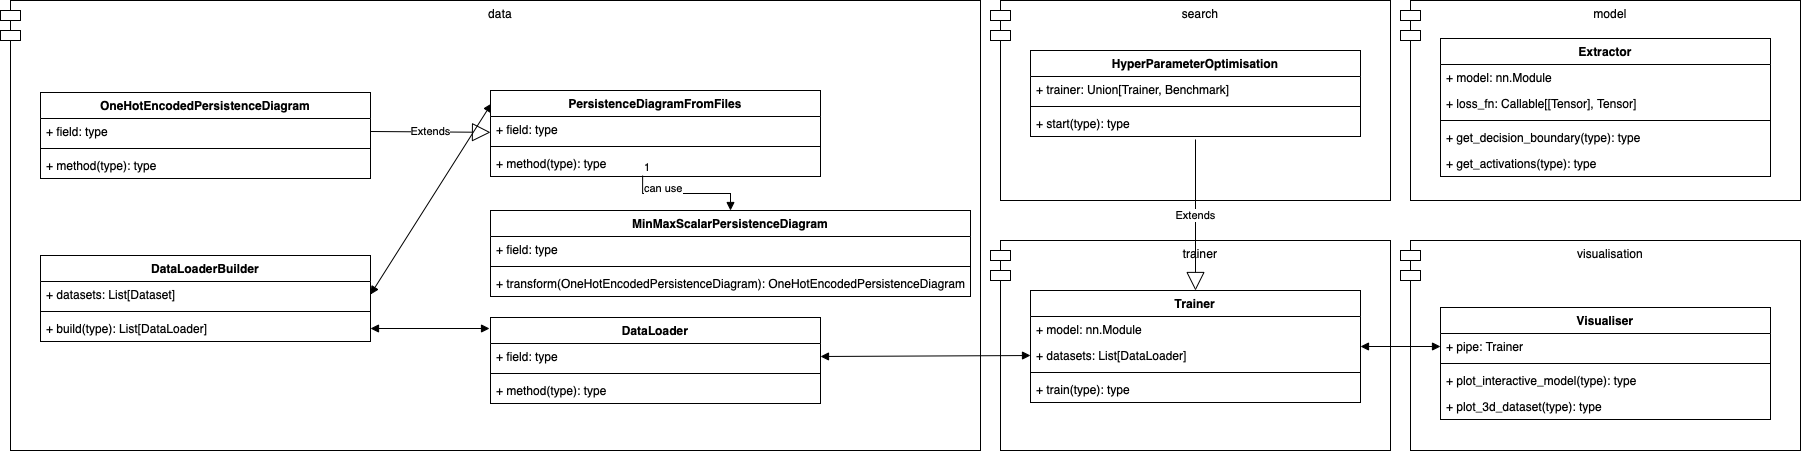 data
OneHotEncodedPersistenceDiagram
+ field: type
+ method(type): type
Extends
PersistenceDiagramFromFiles
+ field: type
+ method(type): type
1
can use
MinMaxScalarPersistenceDiagram
+ field: type
+ transform(OneHotEncodedPersistenceDiagram): OneHotEncodedPersistenceDiagram
DataLoaderBuilder
+ datasets: List[Dataset]
+ build(type): List[DataLoader]
DataLoader
+ field: type
+ method(type): type
search
HyperParameterOptimisation
+ trainer: Union[Trainer, Benchmark]
+ start(type): type
Extends
trainer
Trainer
+ model: nn.Module
+ datasets: List[DataLoader]
+ train(type): type
model
Extractor
+ model: nn.Module
+ loss_fn: Callable[[Tensor], Tensor]
+ get_decision_boundary(type): type
+ get_activations(type): type
visualisation
Visualiser
+ pipe: Trainer
+ plot_interactive_model(type): type
+ plot_3d_dataset(type): type